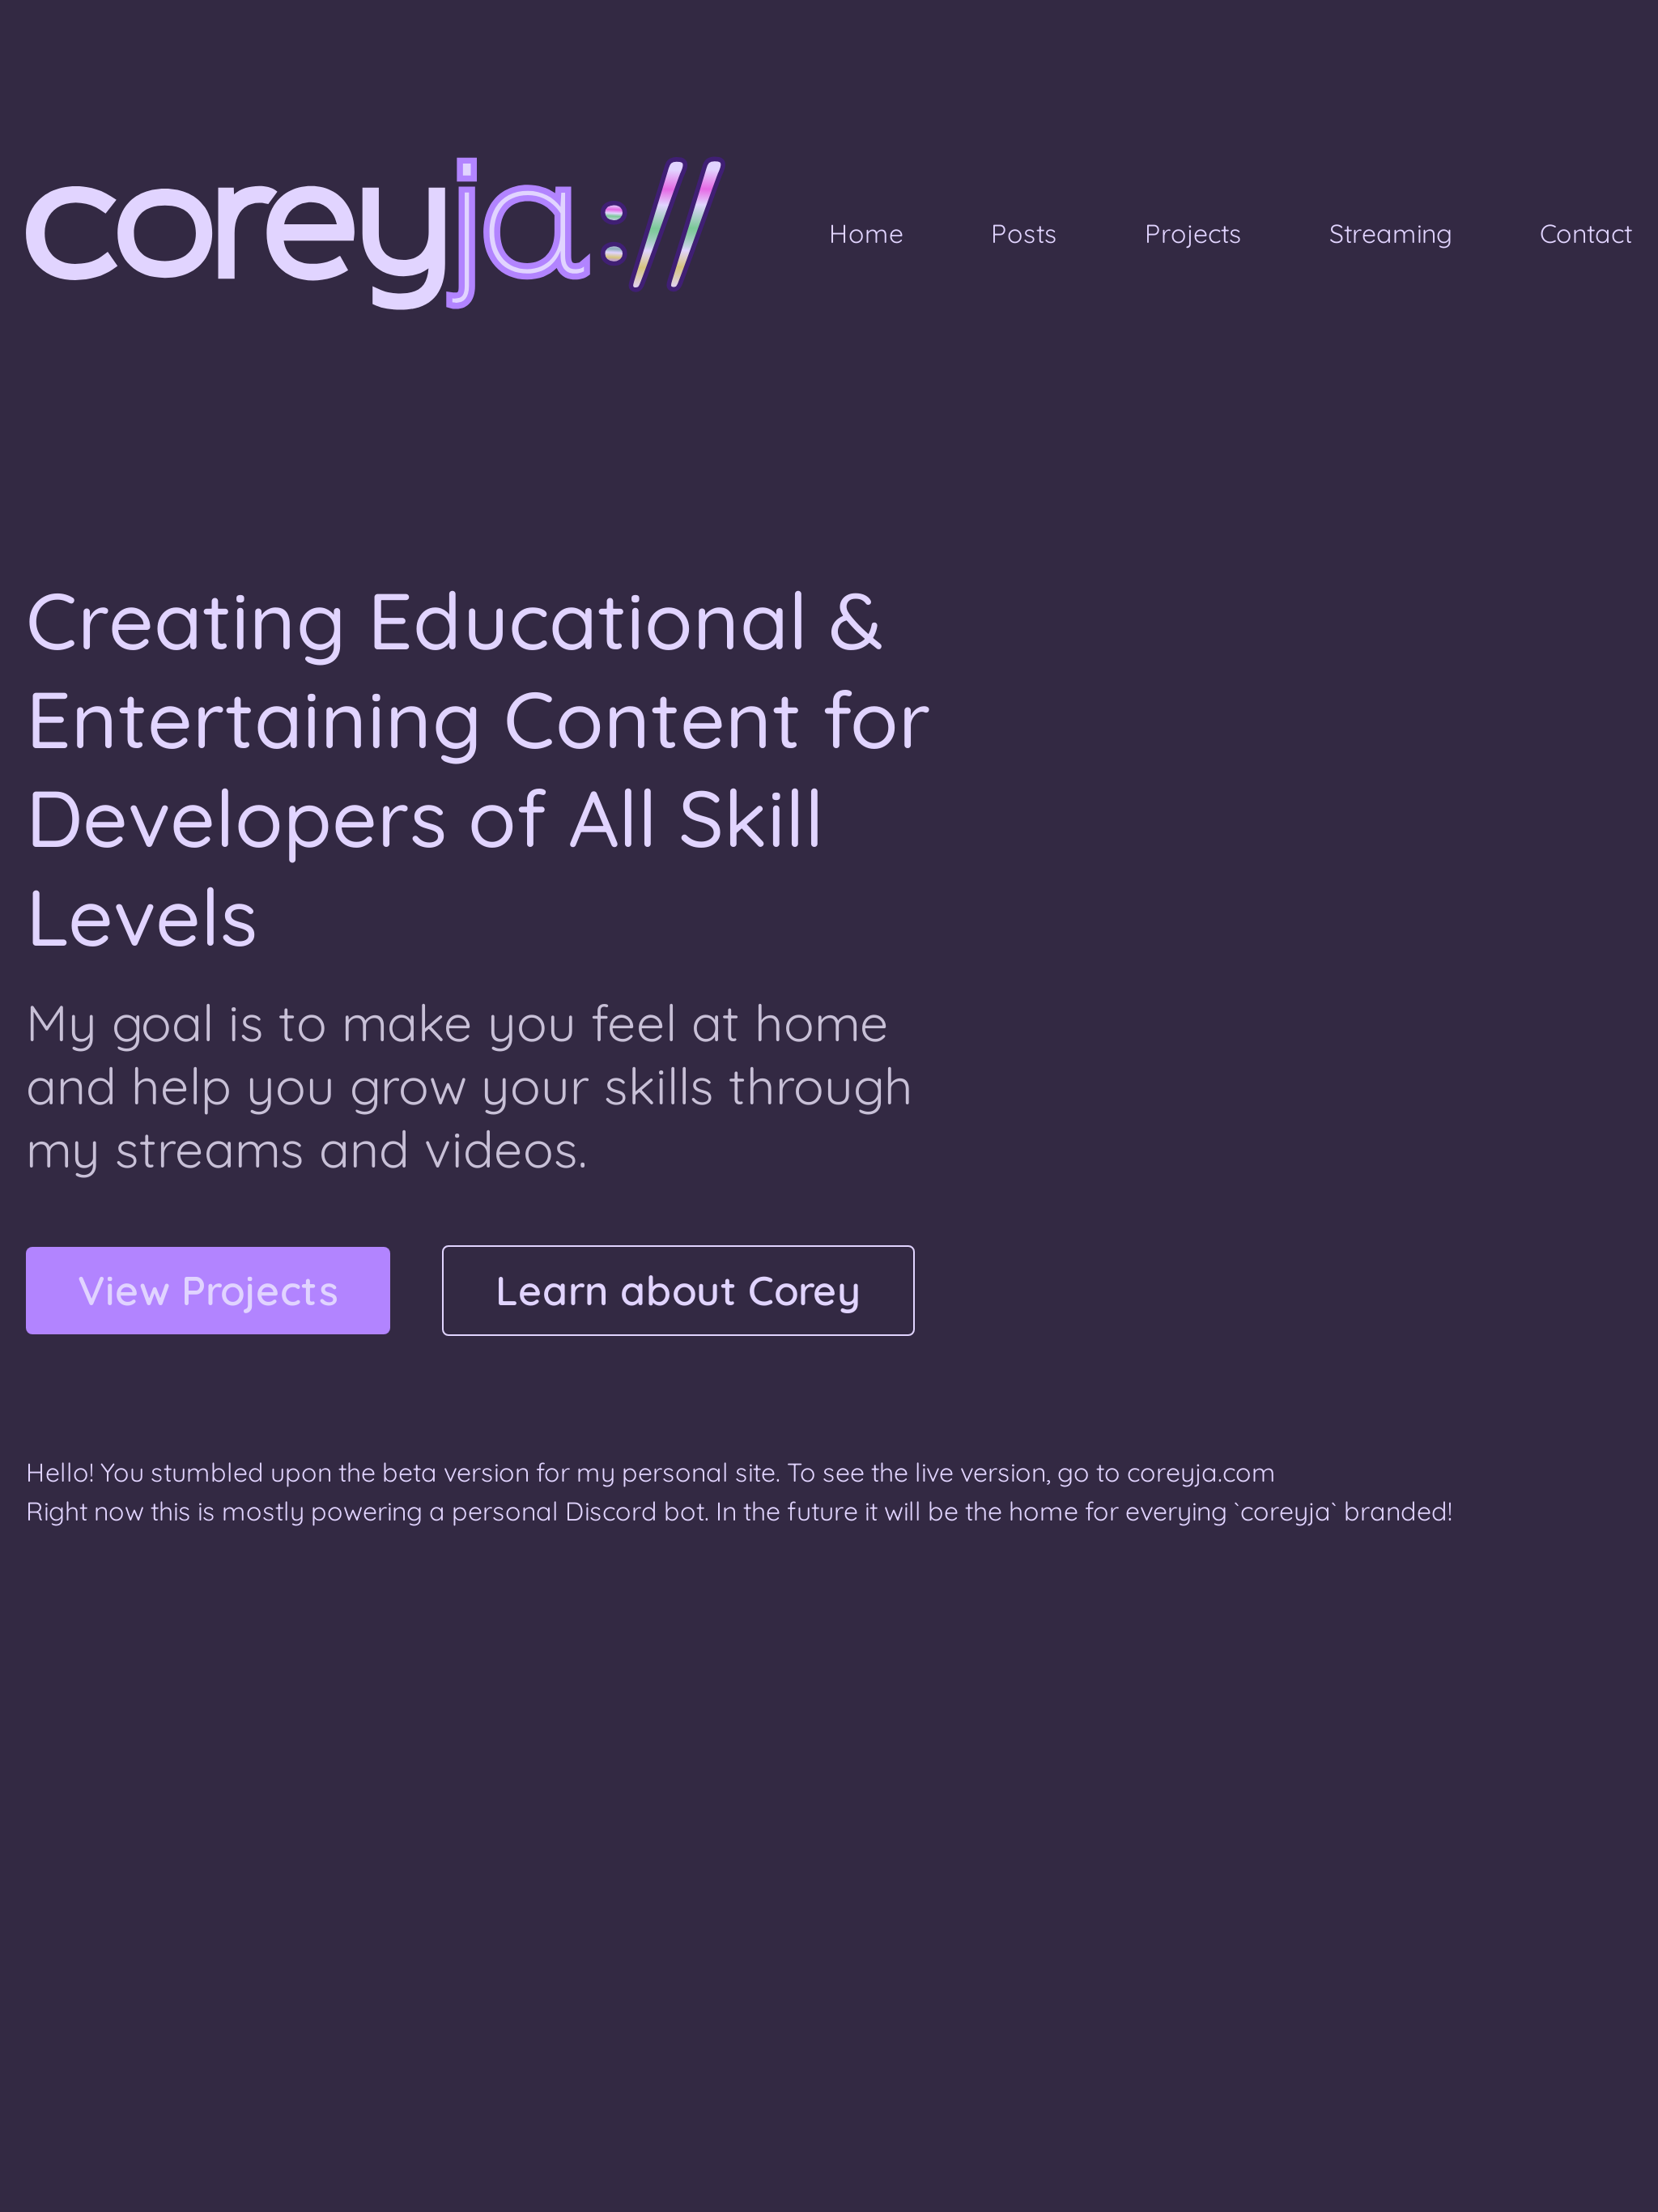 coreyja://
Home Posts Projects Streaming Contact
Creating Educational &
Entertaining Content for
Developers of All Skill
Levels
My goal is to make you feel at home
and help you grow your skills through
my streams and videos.
View Projects Learn about Corey
Hello! You stumbled upon the beta version for my personal site. To see the live version, go to coreyja.com
Right now this is mostly powering a personal Discord bot. In the future it will be the home for everying `coreyja` branded!